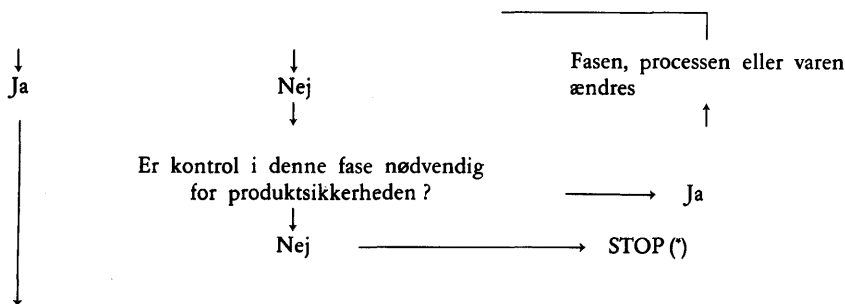 Fasen, processen eller varen
ændres
Ja
Nej
Er kontrol i denne fase nødvendig
for produktsikkerheden ?
Ja
Nej
STOP (*)